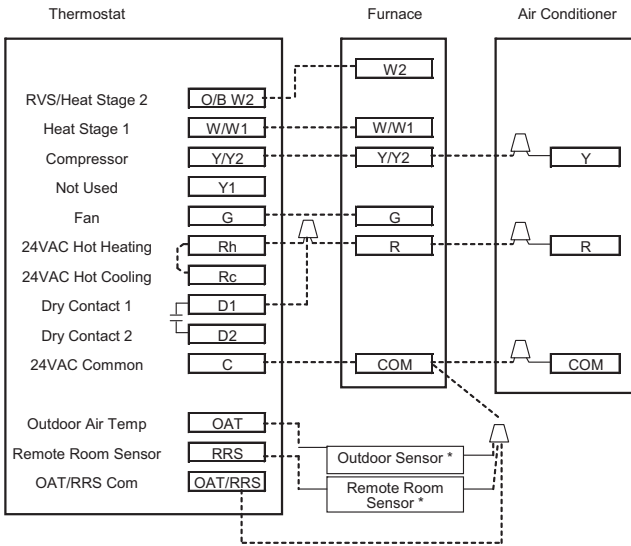 Thermostat Furnace Air Conditioner
W2
RVS/Heat Stage 2 O/B W2
Heat Stage 1 W/W1 W/W1
Compressor Y/Y2 Y/Y2 Y
Not Used Y1
Fan G G
24VAC Hot Heating Rh R R
24VAC Hot Cooling Rc
Dry Contact 1 D1
Dry Contact 2 D2
24VAC Common C COM COM
Outdoor Air Temp OAT
Remote Room Sensor RRS
OAT/RRS Com OAT/RRS
Outdoor Sensor *
Remote Room
Sensor *